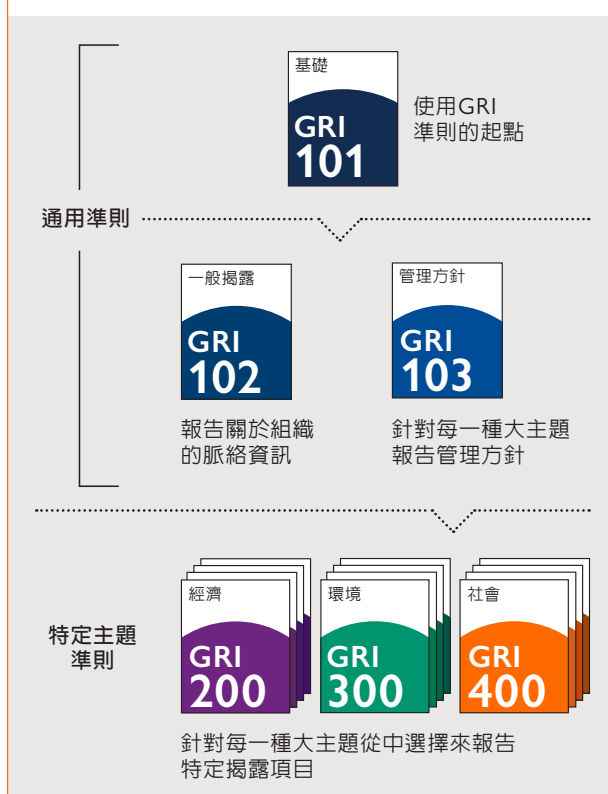 基礎
GRI
101
使用GRI
準則的起點
通用準則
一般揭露
GRI
102
報告關於組織
的脈絡資訊
管理方針
GRI
103
針對每一種大主題
報告管理方針
特定主題
準則
經濟
GRI
200
環境
GRI
300
社會
GRI
400
針對每一種大主題從中選擇來報告
特定揭露項目